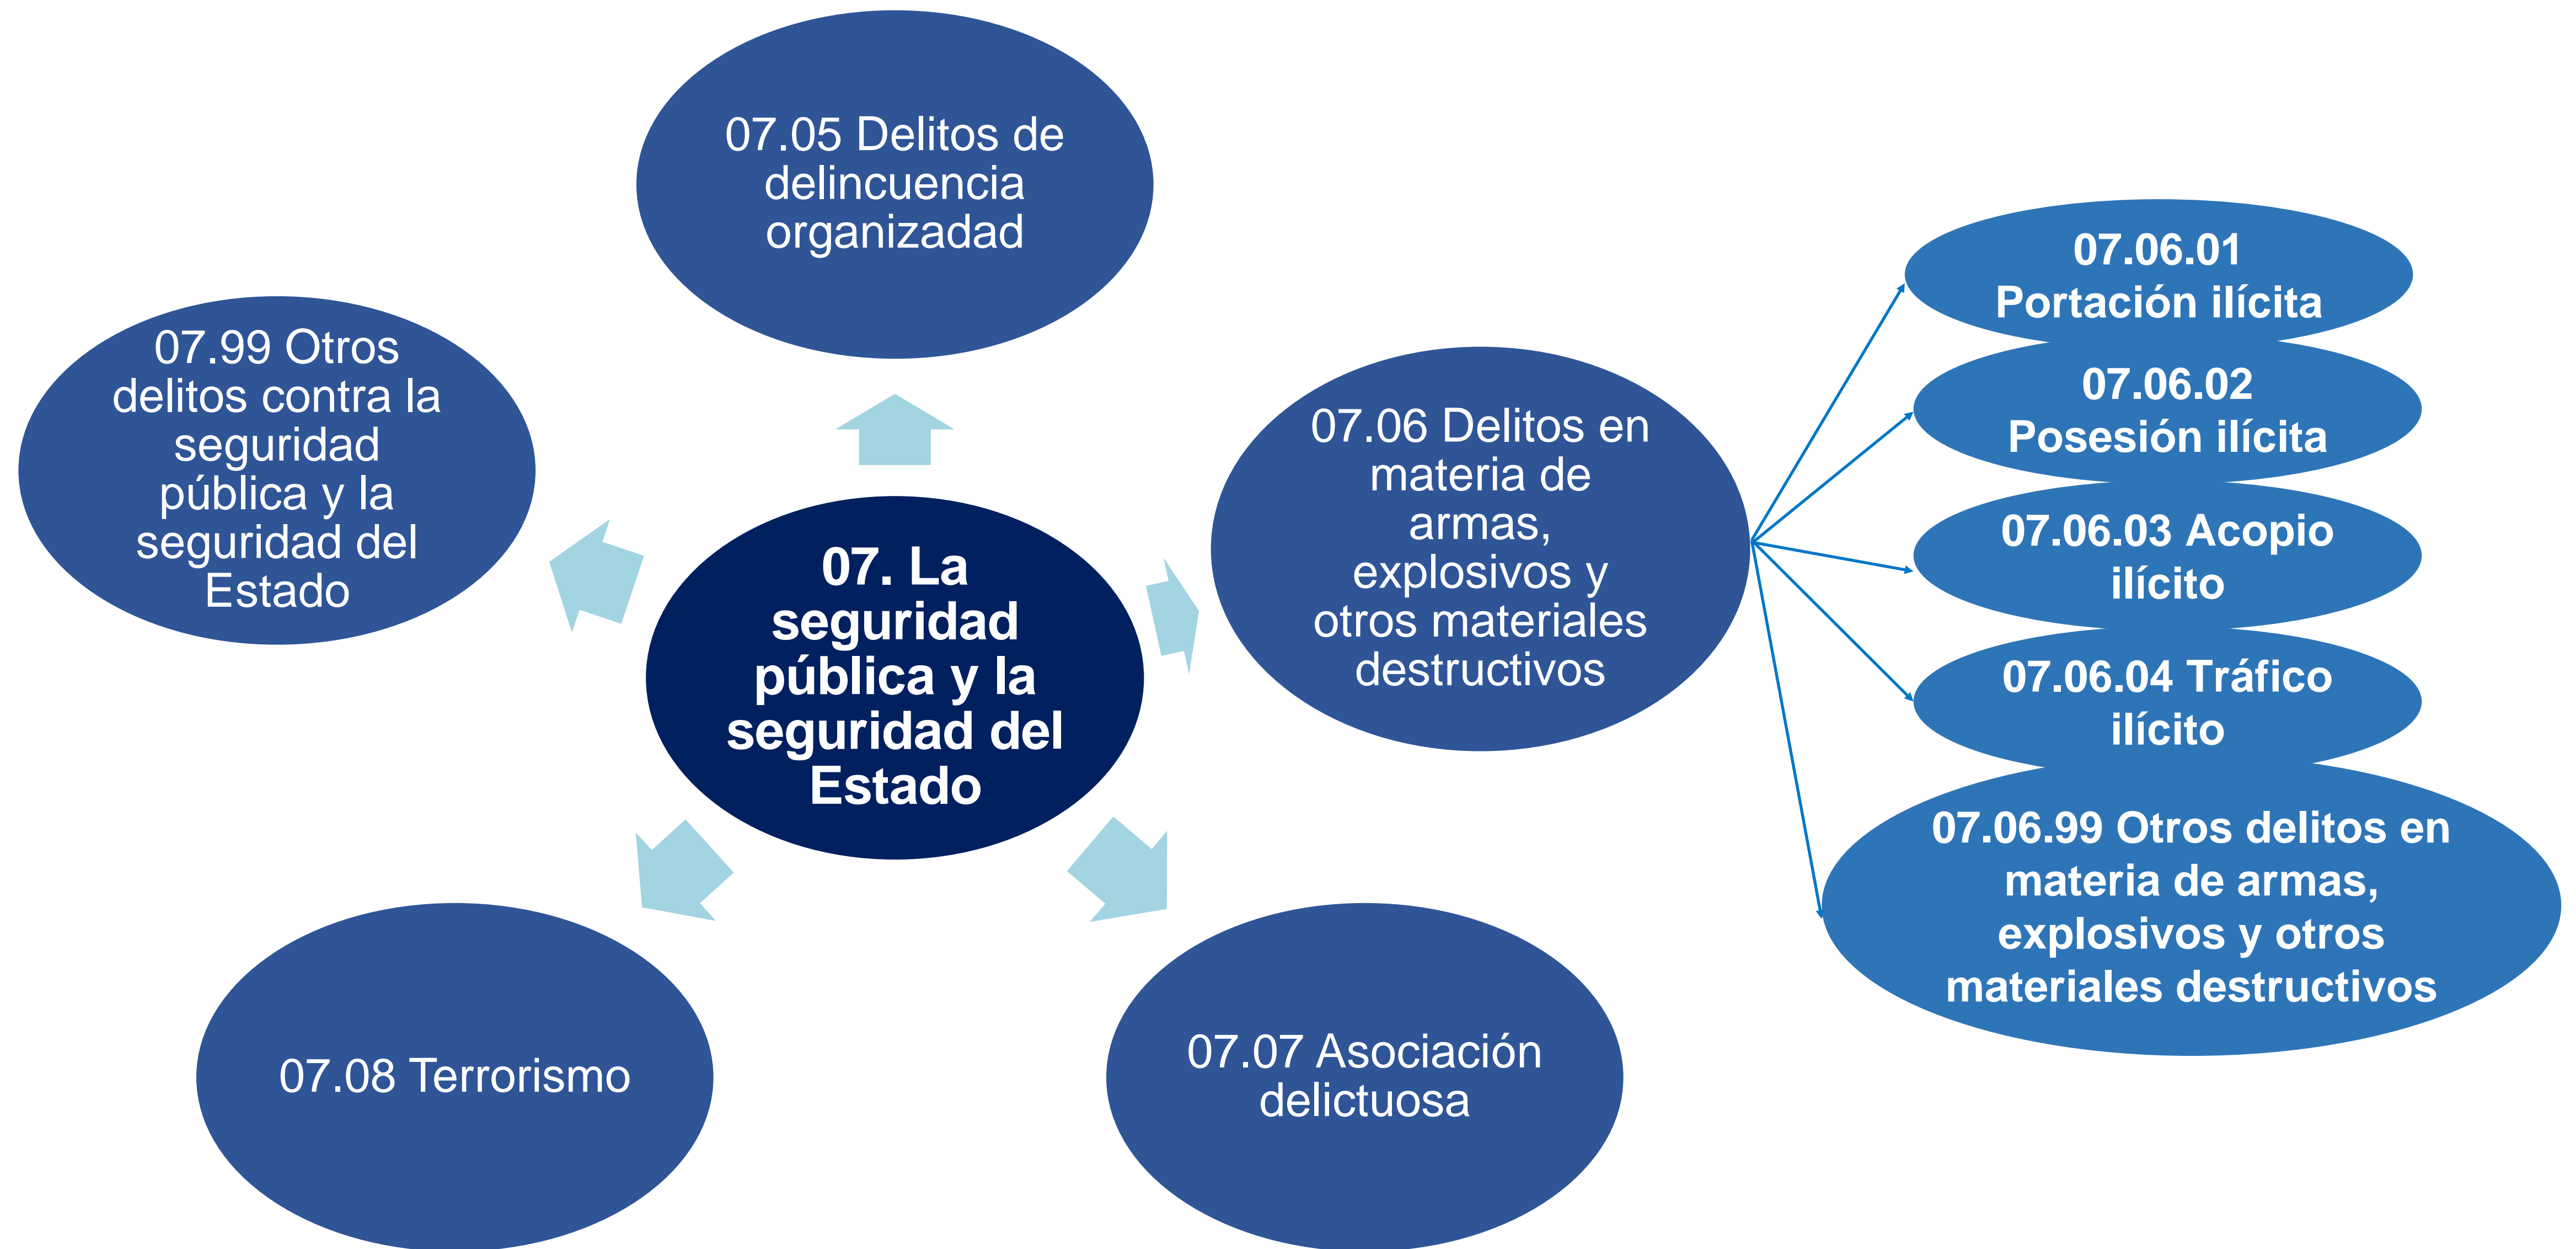 07.05 Delitos de
delincuencia
organizadad
07.99 Otros
delitos contra la
seguridad
pública y la
seguridad del
Estado
07. La
seguridad
pública y la
seguridad del
Estado
07.06 Delitos en
materia de
armas,
explosivos y
otros materiales
destructivos
07.06.01
Portación ilícita
07.06.02
Posesión ilícita
07.06.03 Acopio
ilícito
07.06.04 Tráfico
ilícito
07.06.99 Otros delitos en
materia de armas,
explosivos y otros
materiales destructivos
07.08 Terrorismo
07.07 Asociación
delictuosa